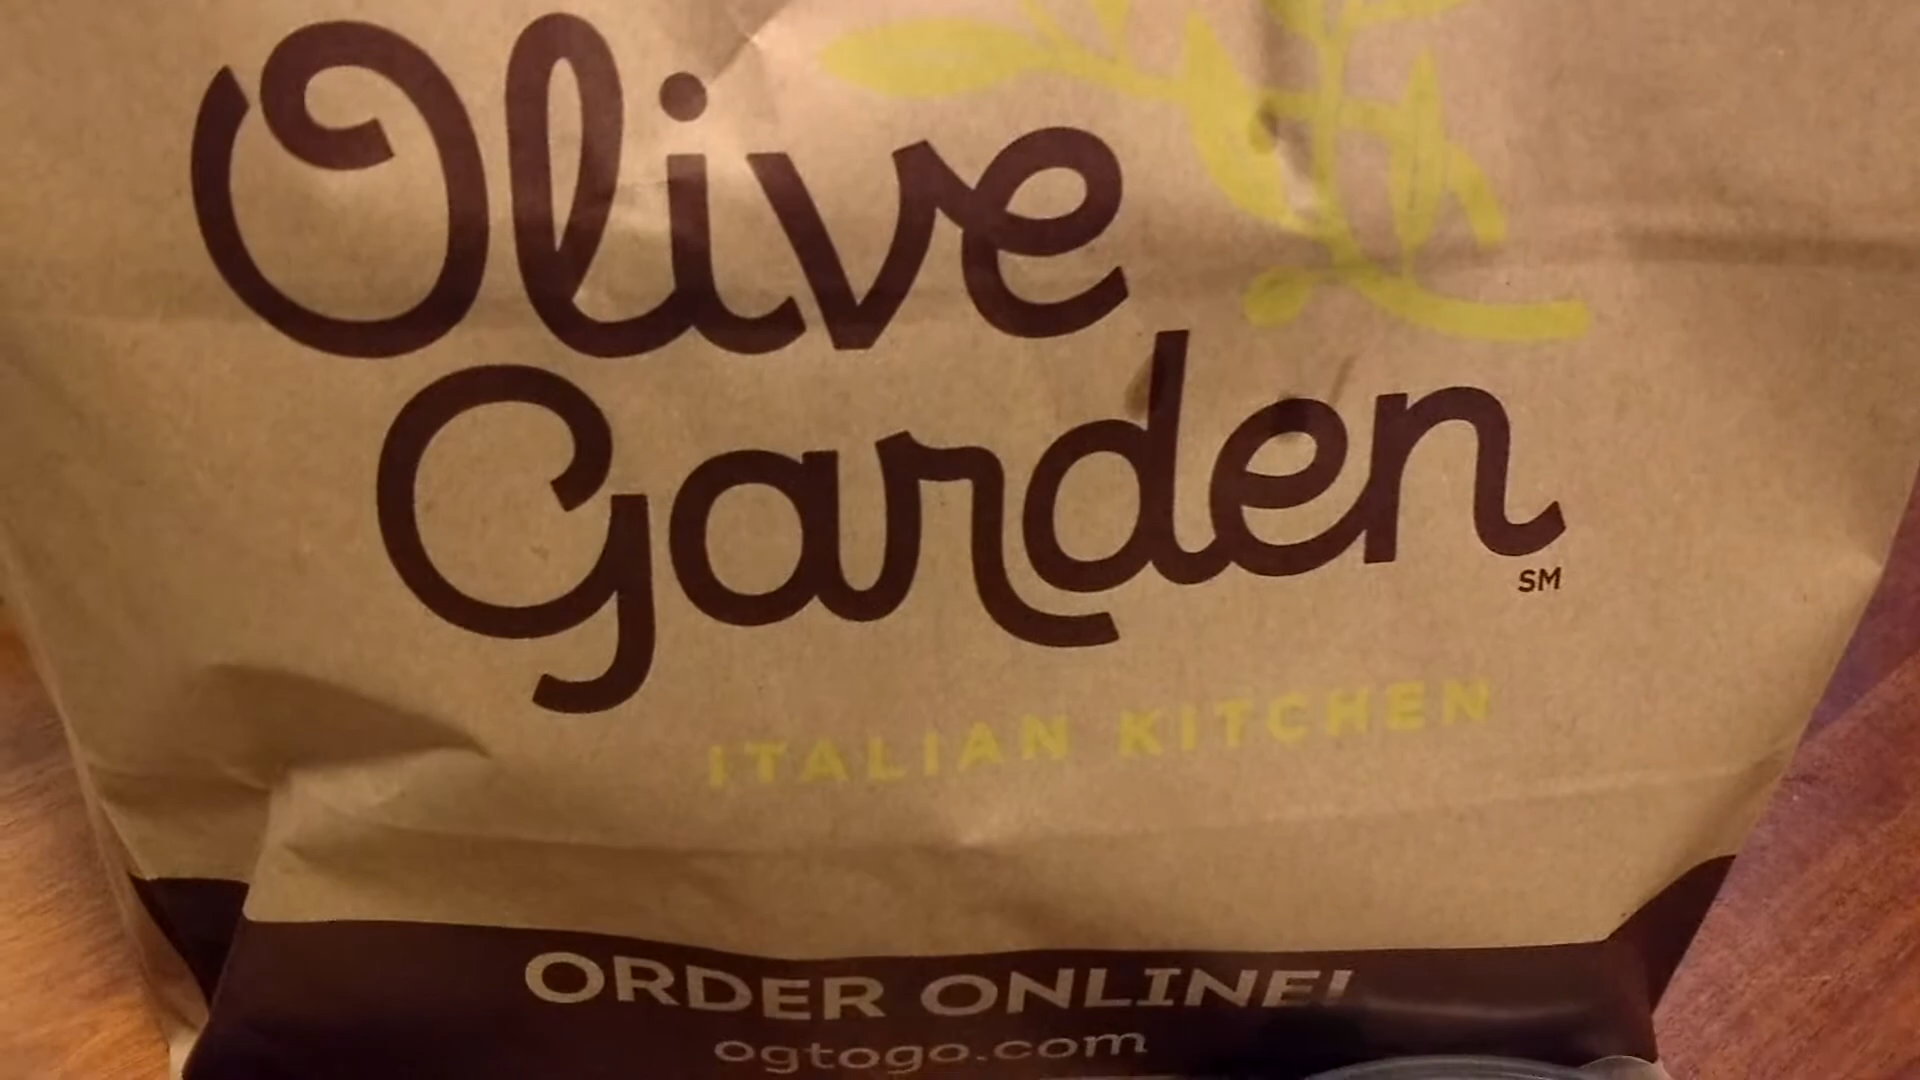 Olive
Garden
SM
ITALIAN KITCHEN
ORDER ONLINE!
ogtogo.com